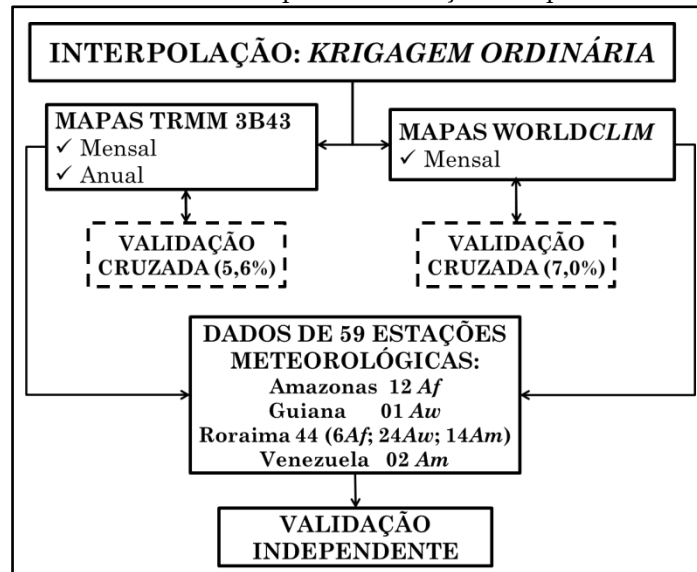 INTERPOLAÇÃO: KRIGAGEM ORDINÁRIA
MAPAS TRMM 3B43
✓ Mensal
✓ Anual
MAPAS WORLDCLIM
✓ Mensal
VALIDAÇÃO
CRUZADA (5,6%)
VALIDAÇÃO
CRUZADA (7,0%)
DADOS DE 59 ESTAÇÕES
METEOROLÓGICAS:
Amazonas 12 Af
Guiana 01 Aw
Roraima 44 (6Af; 24Aw; 14Am)
Venezuela 02 Am
VALIDAÇÃO
INDEPENDENTE